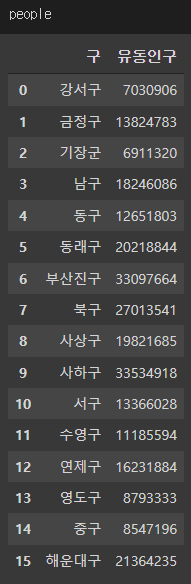 people
구 유동인구
0 강서구 7030906
1 금정구 13824783
2 기장군 6911320
3 남구 18246086
4 동구 12651803
5 동래구 20218844
6 부산진구 33097664
7 북구 27013541
8 사상구 19821685
9 사하구 33534918
10 서구 13366028
11 수영구 11185594
12 연제구 16231884
13 영도구 8793333
14 중구 8547196
15 해운대구 21364235